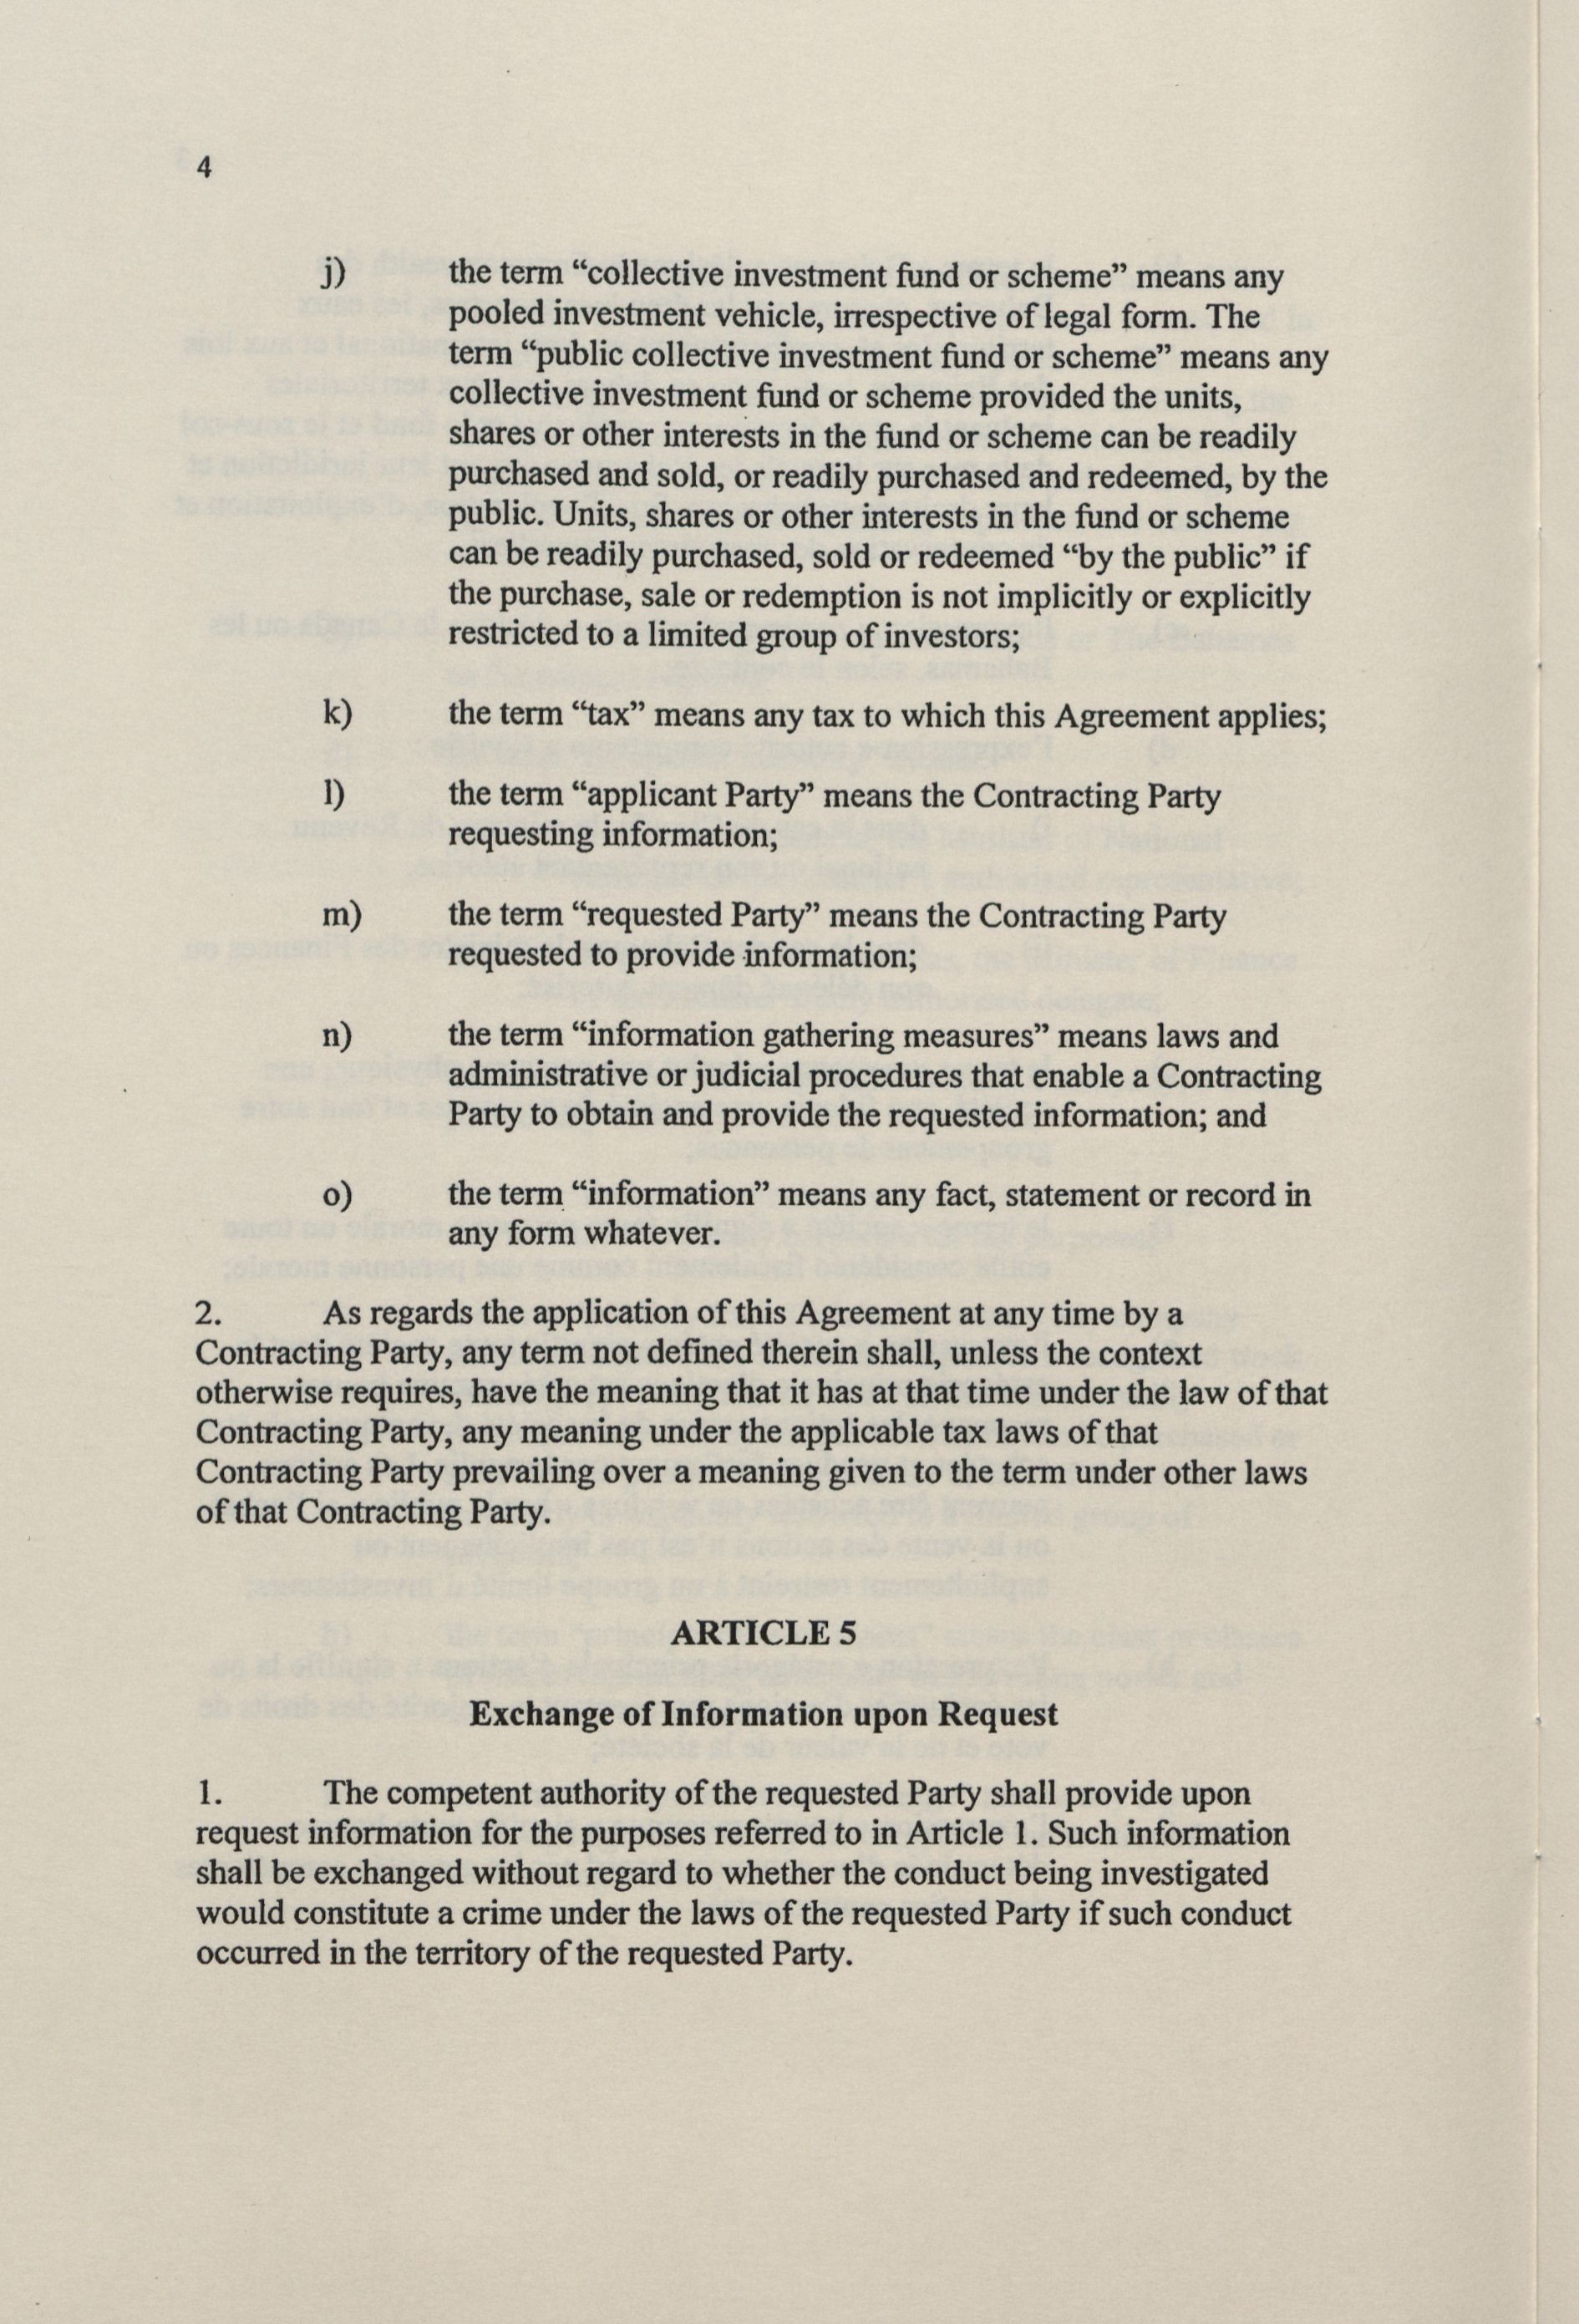 4
j) the term “collective investment fund or scheme” means any
pooled investment vehicle, irrespective of legal form. The
term “public collective investment fund or scheme” means any
collective investment fund or scheme provided the units,
shares or other interests in the fund or scheme can be readily
purchased and sold, or readily purchased and redeemed, by the
public. Units, shares or other interests in the fund or scheme
can be readily purchased, sold or redeemed “by the public” if
the purchase, sale or redemption is not implicitly or explicitly
restricted to a limited group of investors;
k) the term “tax” means any tax to which this Agreement applies;
l) the term “applicant Party” means the Contracting Party
requesting information;
m) the term “requested Party” means the Contracting Party
requested to provide information;
n) the term “information gathering measures” means laws and
administrative or judicial procedures that enable a Contracting
Party to obtain and provide the requested information; and
o) the term “information” means any fact, statement or record in
any form whatever.
2. As regards the application of this Agreement at any time by a
Contracting Party, any term not defined therein shall, unless the context
otherwise requires, have the meaning that it has at that time under the law of that
Contracting Party, any meaning under the applicable tax laws of that
Contracting Party prevailing over a meaning given to the term under other laws
of that Contracting Party.
ARTICLE 5
Exchange of Information upon Request
1. The competent authority of the requested Party shall provide upon
request information for the purposes referred to in Article 1. Such information
shall be exchanged without regard to whether the conduct being investigated
would constitute a crime under the laws of the requested Party if such conduct
occurred in the territory of the requested Party.